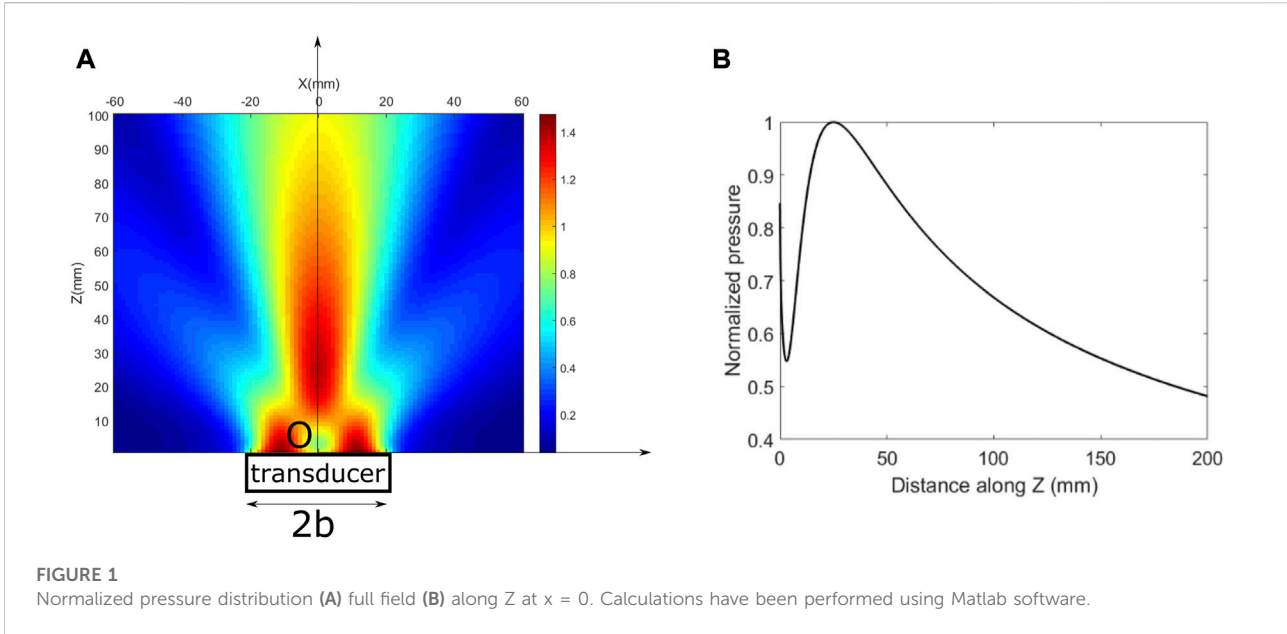 A
X(mm)
-60 -40 -20 0 20 40 60
100
90
80
70
60
50
40
30
20
10
Z(mm)
1.4
1.2
1
0.8
0.6
0.4
0.2
O
transducer
2b
B
Normalized pressure
1
0.9
0.8
0.7
0.6
0.5
0.4
0 50 100 150 200
Distance along Z (mm)
FIGURE 1
Normalized pressure distribution (A) full field (B) along Z at x = 0. Calculations have been performed using Matlab software.